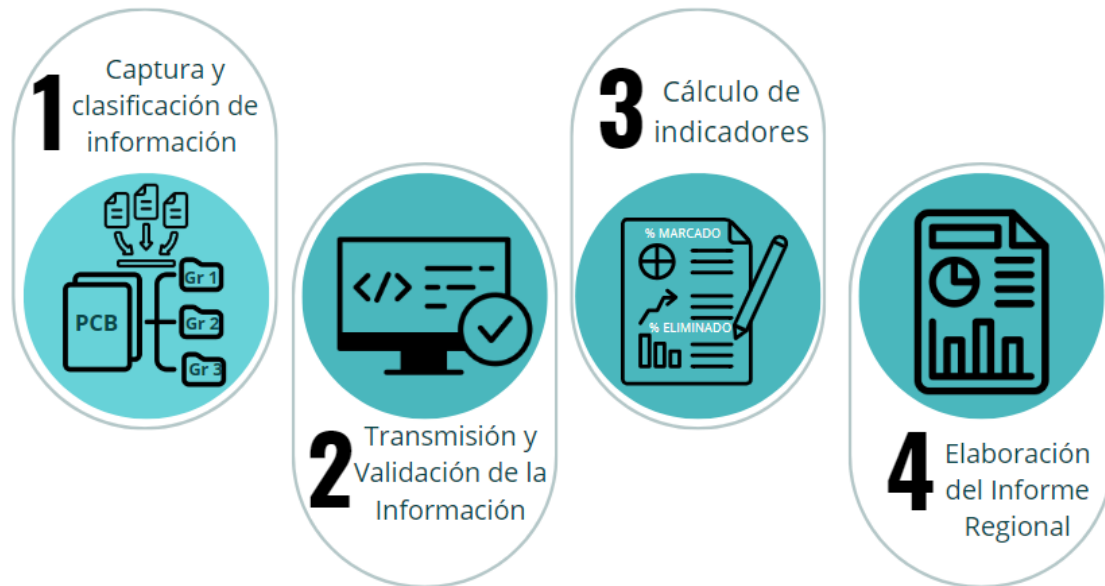 1
Captura y
clasificación de
información
PCB
Gr 1
Gr 2
Gr 3
2
Transmisión y
Validación de la
Información
3
Cálculo de
indicadores
% MARCADO
% ELIMINADO
4
Elaboración
del Informe
Regional